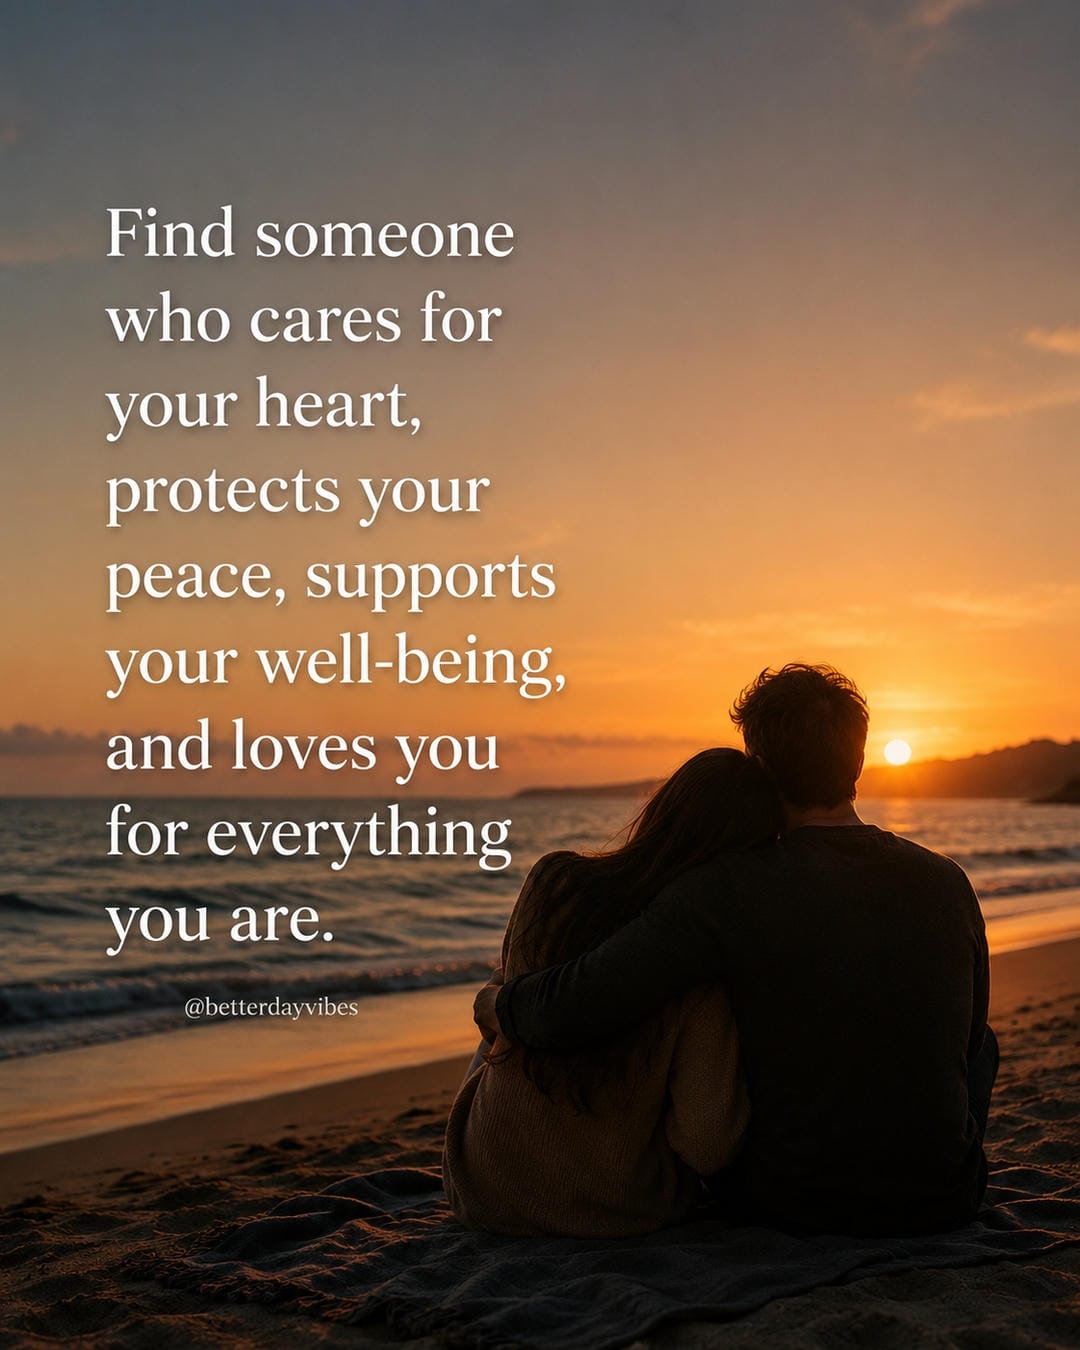 Find someone
who cares for
your heart,
protects your
peace, supports
your well-being,
and loves you
for everything
you are.
@betterdayvibes